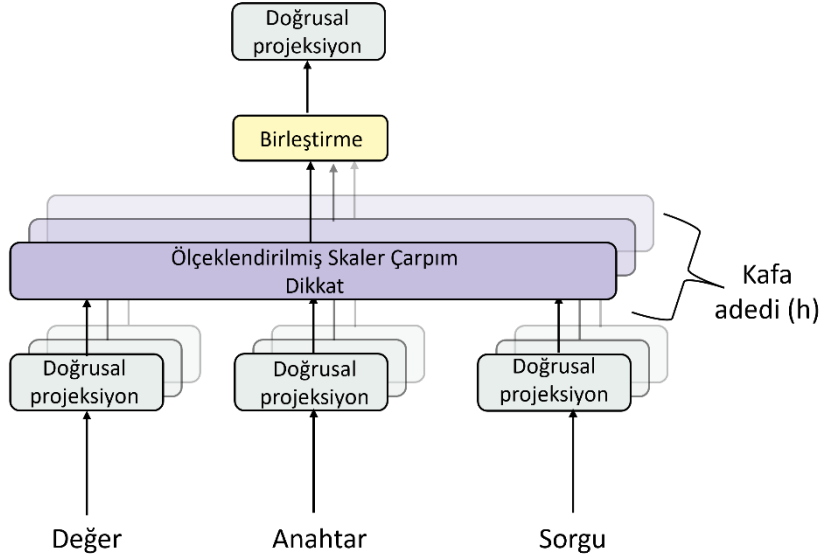 Doğrusal
projeksiyon
Birleştirme
Ölçeklendirilmiş Skaler Çarpım
Dikkat
Kafa
adedi (h)
Doğrusal
projeksiyon
Doğrusal
projeksiyon
Doğrusal
projeksiyon
Değer
Anahtar
Sorgu